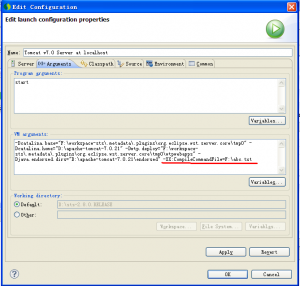 Edit Configuration
Edit launch configuration properties
Name: Tomcat v7.0 Server at localhost
Server Arguments Classpath Source Environment Common
Program arguments:
start
Variables...
VM arguments:
-Dcatalina.base="F:\workspace-sts\.metadata\.plugins\org.eclipse.wst.server.core\tmp0" -
Dcatalina.home="D:\apache-tomcat-7.0.21" -Dwtp.deploy="F:\workspace-
sts\.metadata\.plugins\org.eclipse.wst.server.core\tmp0\wtpwebapps" -
Djava.endorsed.dirs="D:\apache-tomcat-7.0.21\endorsed" -XX:CompileCommandFile=F:\abc.txt
Variables...
Working directory
Default:
Other:
Workspace... File System... Variables...
Apply Revert
OK Cancel